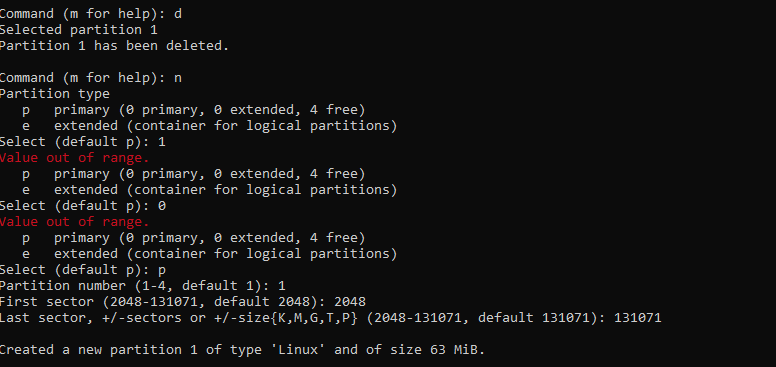 Command (m for help): d
Selected partition 1
Partition 1 has been deleted.
Command (m for help): n
Partition type
p primary (0 primary, 0 extended, 4 free)
e extended (container for logical partitions)
Select (default p): 1
Value out of range.
p primary (0 primary, 0 extended, 4 free)
e extended (container for logical partitions)
Select (default p): 0
Value out of range.
p primary (0 primary, 0 extended, 4 free)
e extended (container for logical partitions)
Select (default p): p
Partition number (1-4, default 1): 1
First sector (2048-131071, default 2048): 2048
Last sector, +/-sectors or +/-size{K,M,G,T,P} (2048-131071, default 131071): 131071
Created a new partition 1 of type 'Linux' and of size 63 MiB.